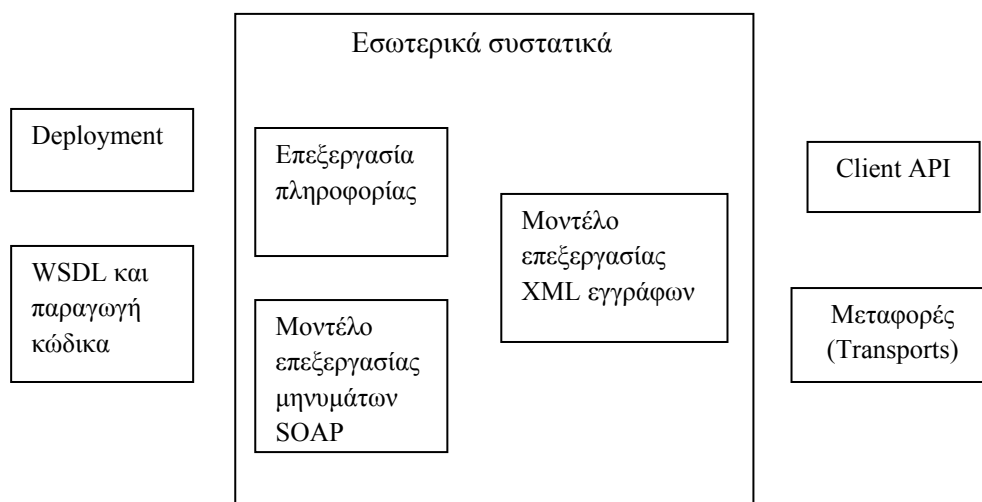 Εσωτερικά συστατικά
Deployment
WSDL και
παραγωγή
κώδικα
Επεξεργασία
πληροφορίας
Μοντέλο
επεξεργασίας
μηνυμάτων
SOAP
Μοντέλο
επεξεργασίας
XML εγγράφων
Client API
Μεταφορές
(Transports)